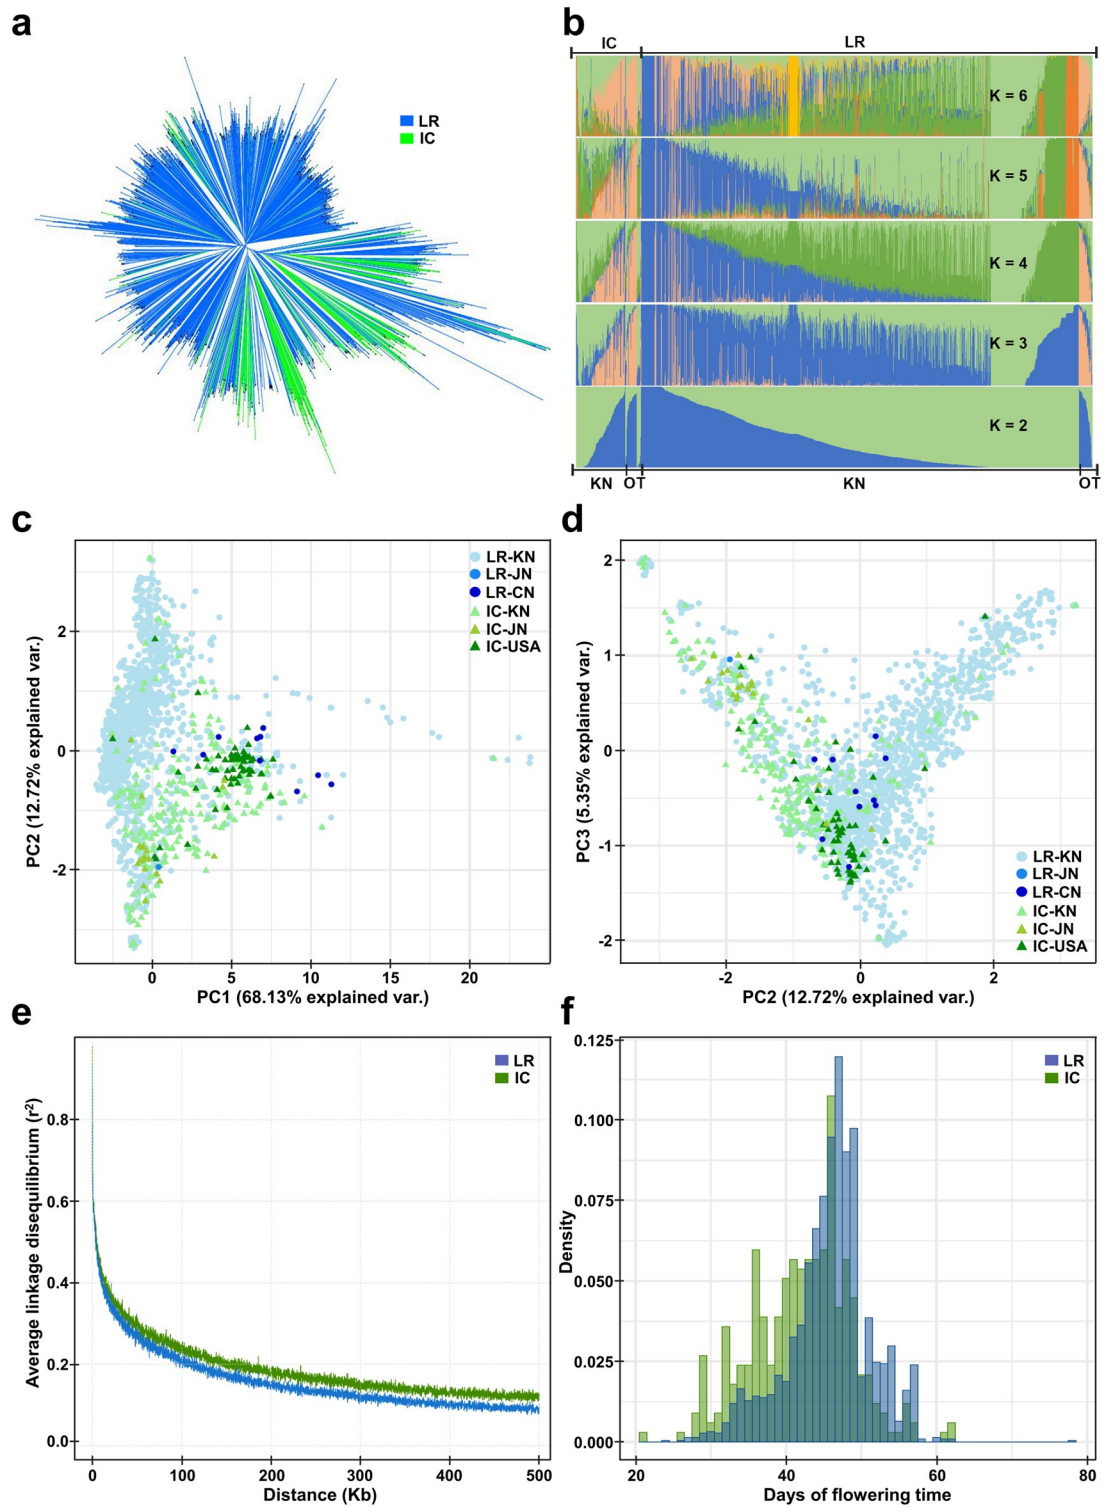 a
LR
IC
b
IC LR
K = 6
K = 5
K = 4
K = 3
K = 2
KN OT KN OT
c
PC2 (12.72% explained var.)
2
0
-2
LR-KN
LR-JN
LR-CN
IC-KN
IC-JN
IC-USA
0 5 10 15 20
PC1 (68.13% explained var.)
d
PC3 (5.35% explained var.)
2
1
0
-1
-2
LR-KN
LR-JN
LR-CN
IC-KN
IC-JN
IC-USA
-2 0 2
PC2 (12.72% explained var.)
e
Average linkage disequilibrium (r²)
0.8
0.6
0.4
0.2
0.0
LR
IC
0 100 200 300 400 500
Distance (Kb)
f
Density
0.125
0.100
0.075
0.050
0.025
0.000
LR
IC
20 40 60 80
Days of flowering time